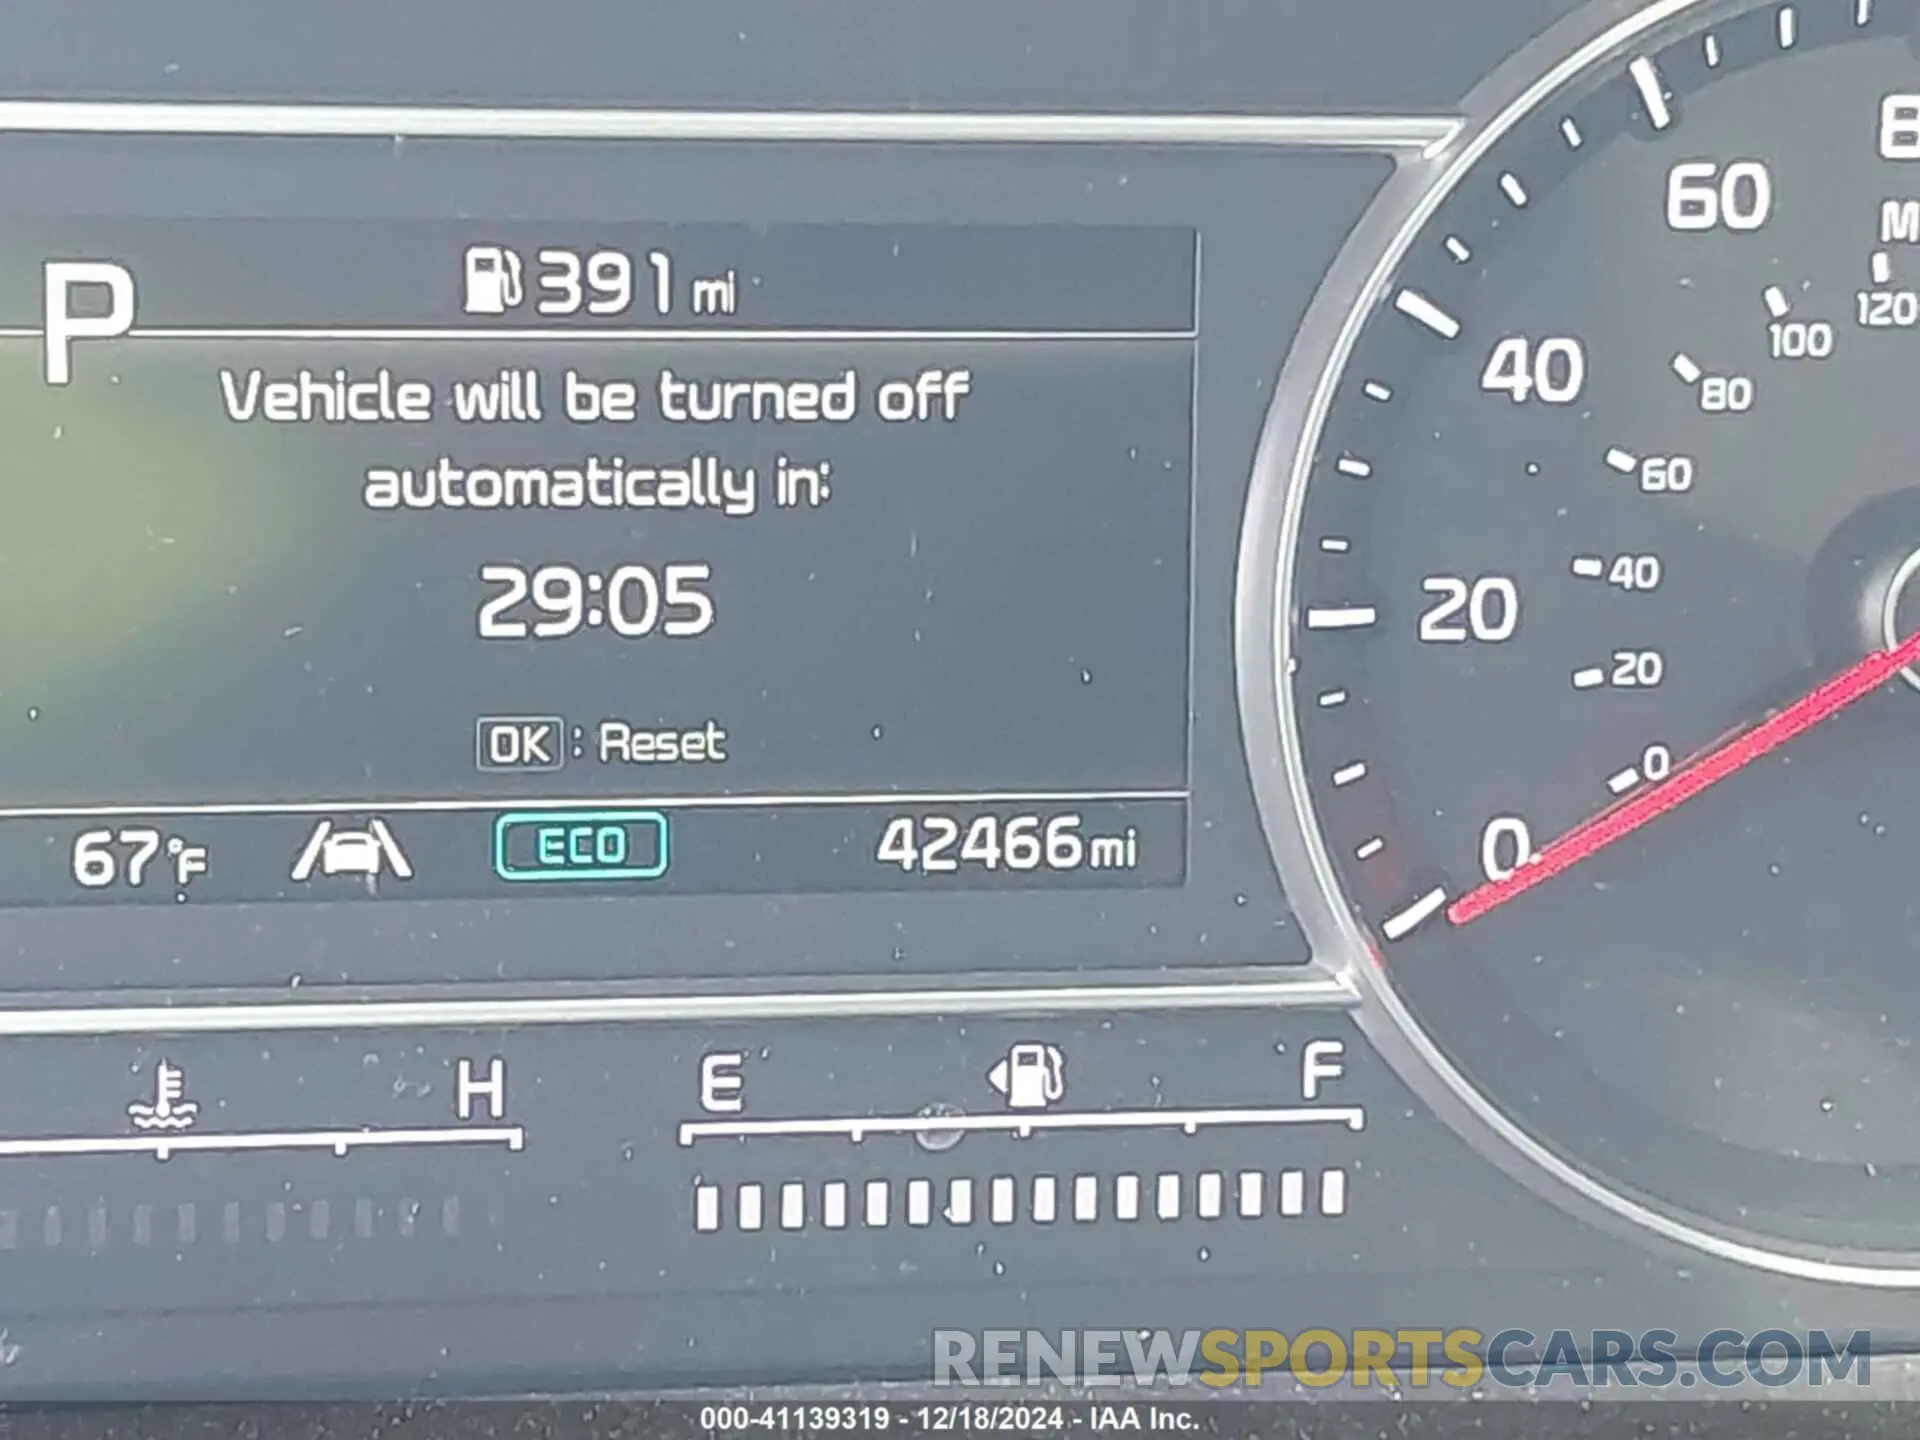 P
391 mi
Vehicle will be turned off
automatically in:
29:05
OK : Reset
67°F
ECO
42466 mi
H
E
F
0
20
40
60
0
20
40
60
80
100
120
RENEWSPORTSCARS.COM
000-41139319 - 12/18/2024 - IAA Inc.